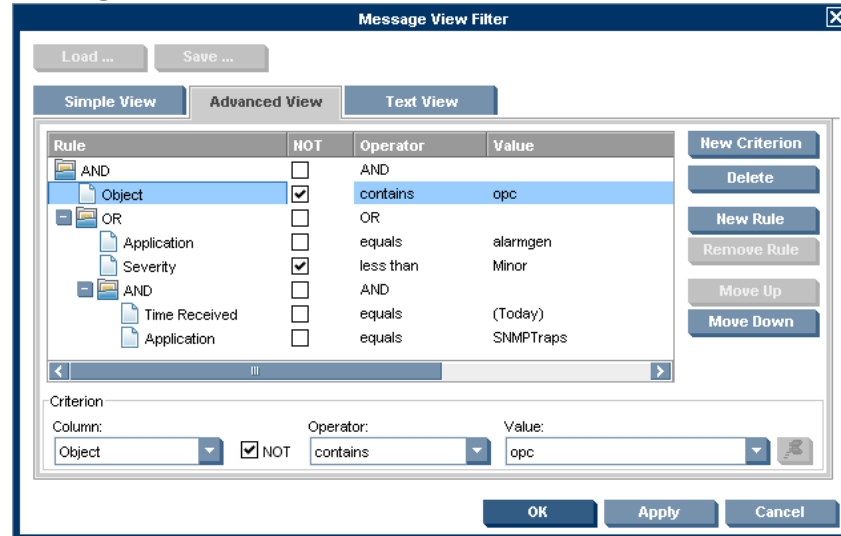 Message View Filter
Load ... Save ...
Simple View Advanced View Text View
Rule NOT Operator Value
AND AND
Object contains opc
OR OR
Application equals alarmgen
Severity less than Minor
AND AND
Time Received equals (Today)
Application equals SNMPTraps
New Criterion
Delete
New Rule
Remove Rule
Move Up
Move Down
Criterion
Column: Operator: Value:
Object NOT contains opc
OK Apply Cancel